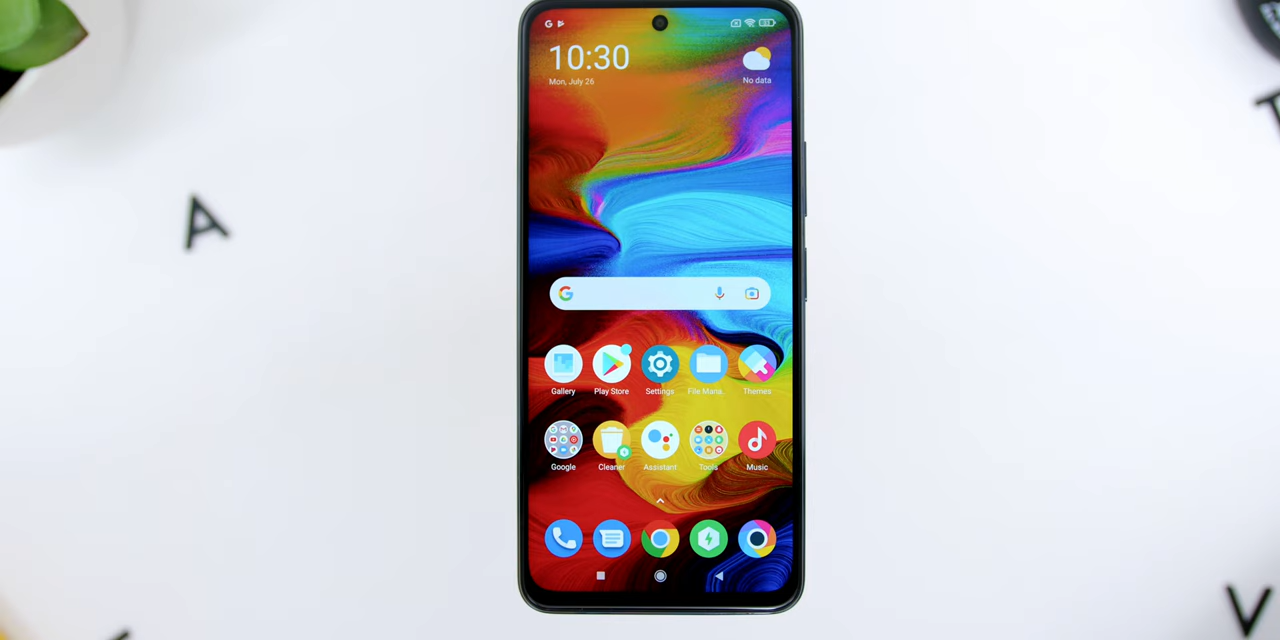 10:30
Mon, July 26
No data
Gallery
Play Store
Settings
File Mana..
Themes
Google
Cleaner
Assistant
Tools
Music
A
T
V